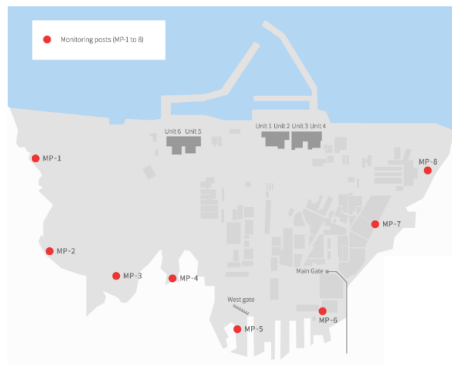 Monitoring posts (MP-1 to 8)
Unit 6 Unit 5
Unit 1 Unit 2 Unit 3 Unit 4
MP-1
MP-8
MP-7
MP-2
MP-3
MP-4
Main Gate
West gate
MP-6
MP-5